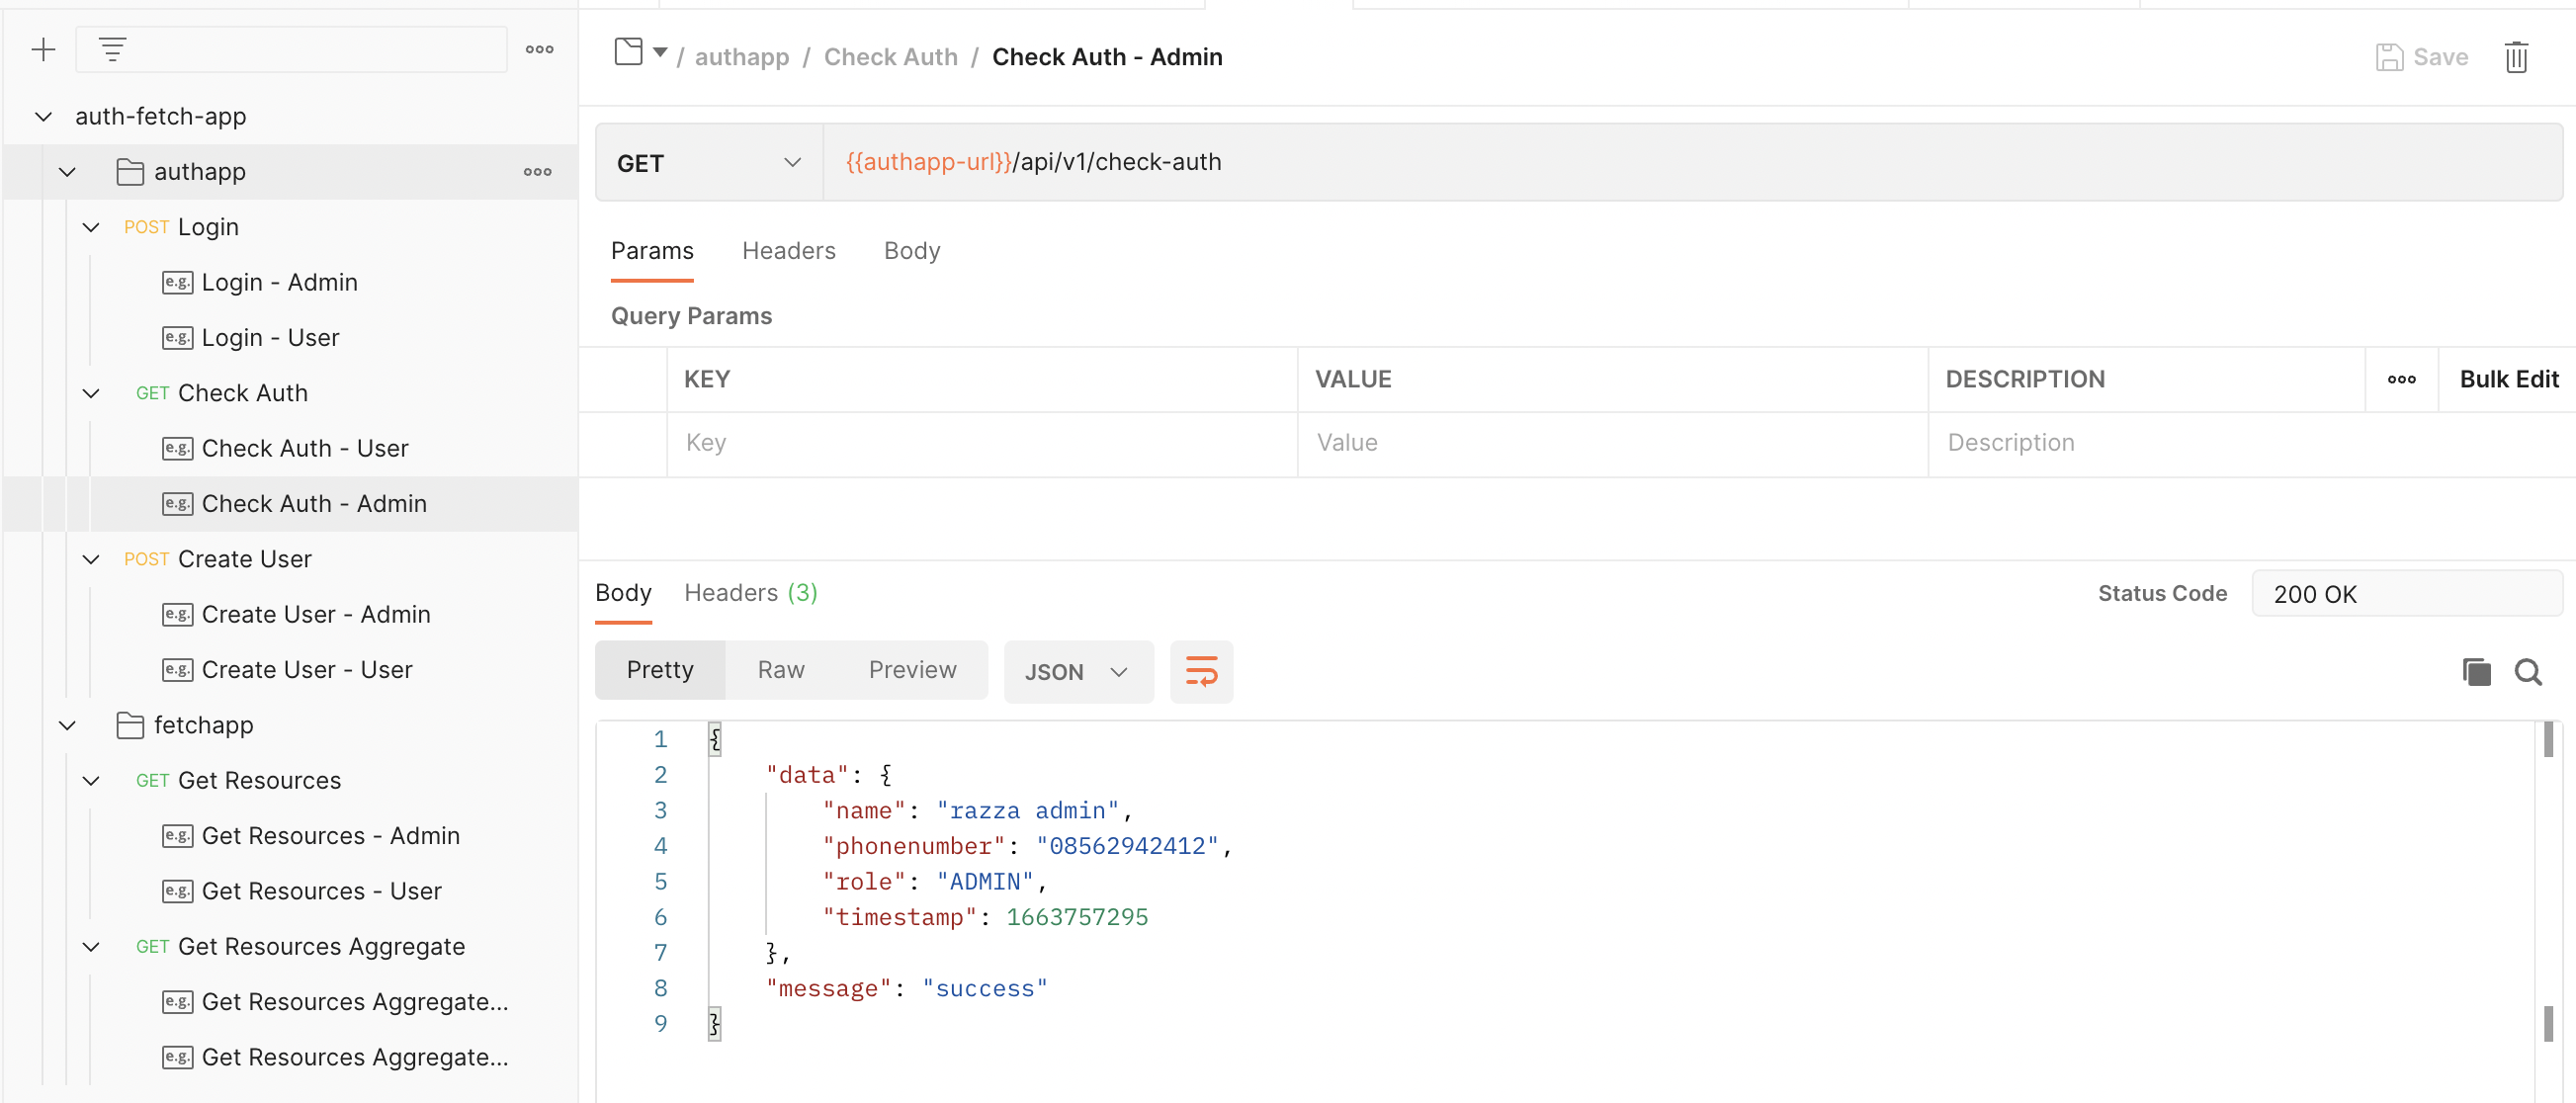 auth-fetch-app
authapp
POST Login
e.g. Login - Admin
e.g. Login - User
GET Check Auth
e.g. Check Auth - User
e.g. Check Auth - Admin
POST Create User
e.g. Create User - Admin
e.g. Create User - User
fetchapp
GET Get Resources
e.g. Get Resources - Admin
e.g. Get Resources - User
GET Get Resources Aggregate
e.g. Get Resources Aggregate...
e.g. Get Resources Aggregate...
/ authapp / Check Auth / Check Auth - Admin
Save
GET {{authapp-url}}/api/v1/check-auth
Params Headers Body
Query Params
KEY VALUE DESCRIPTION Bulk Edit
Key Value Description
Body Headers (3) Status Code 200 OK
Pretty Raw Preview JSON
1 {
2 "data": {
3 "name": "razza admin",
4 "phonenumber": "08562942412",
5 "role": "ADMIN",
6 "timestamp": 1663757295
7 },
8 "message": "success"
9 }